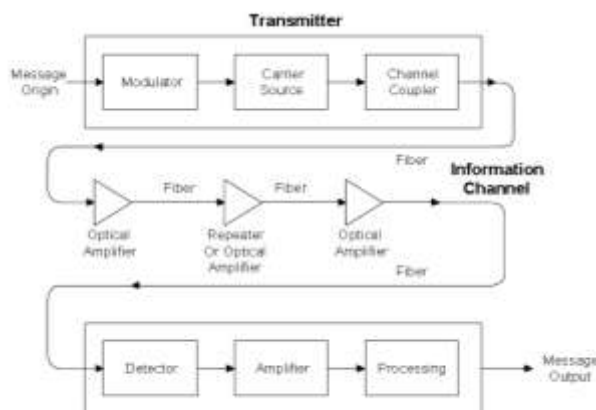 Transmitter
Message
Origin
Modulator
Carrier
Source
Channel
Coupler
Fiber
Information
Channel
Fiber
Fiber
Optical
Amplifier
Repeater
Or Optical
Amplifier
Optical
Amplifier
Fiber
Detector
Amplifier
Processing
Message
Output